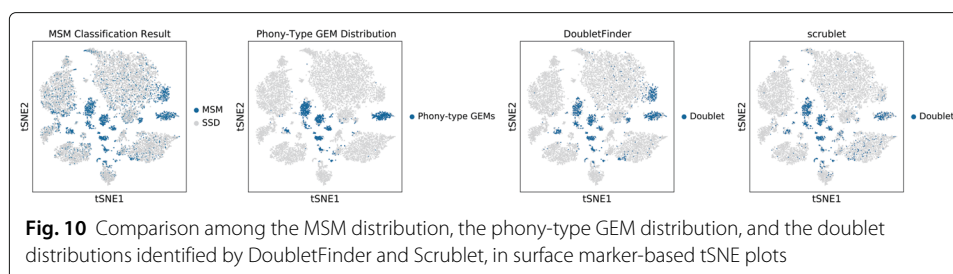 MSM Classification Result
Phony-Type GEM Distribution
DoubletFinder
scrublet
tSNE2
MSM
SSD
tSNE1
tSNE2
Phony-type GEMs
tSNE1
tSNE2
Doublet
tSNE1
tSNE2
Doublet
tSNE1
Fig. 10 Comparison among the MSM distribution, the phony-type GEM distribution, and the doublet
distributions identified by DoubletFinder and Scrublet, in surface marker-based tSNE plots